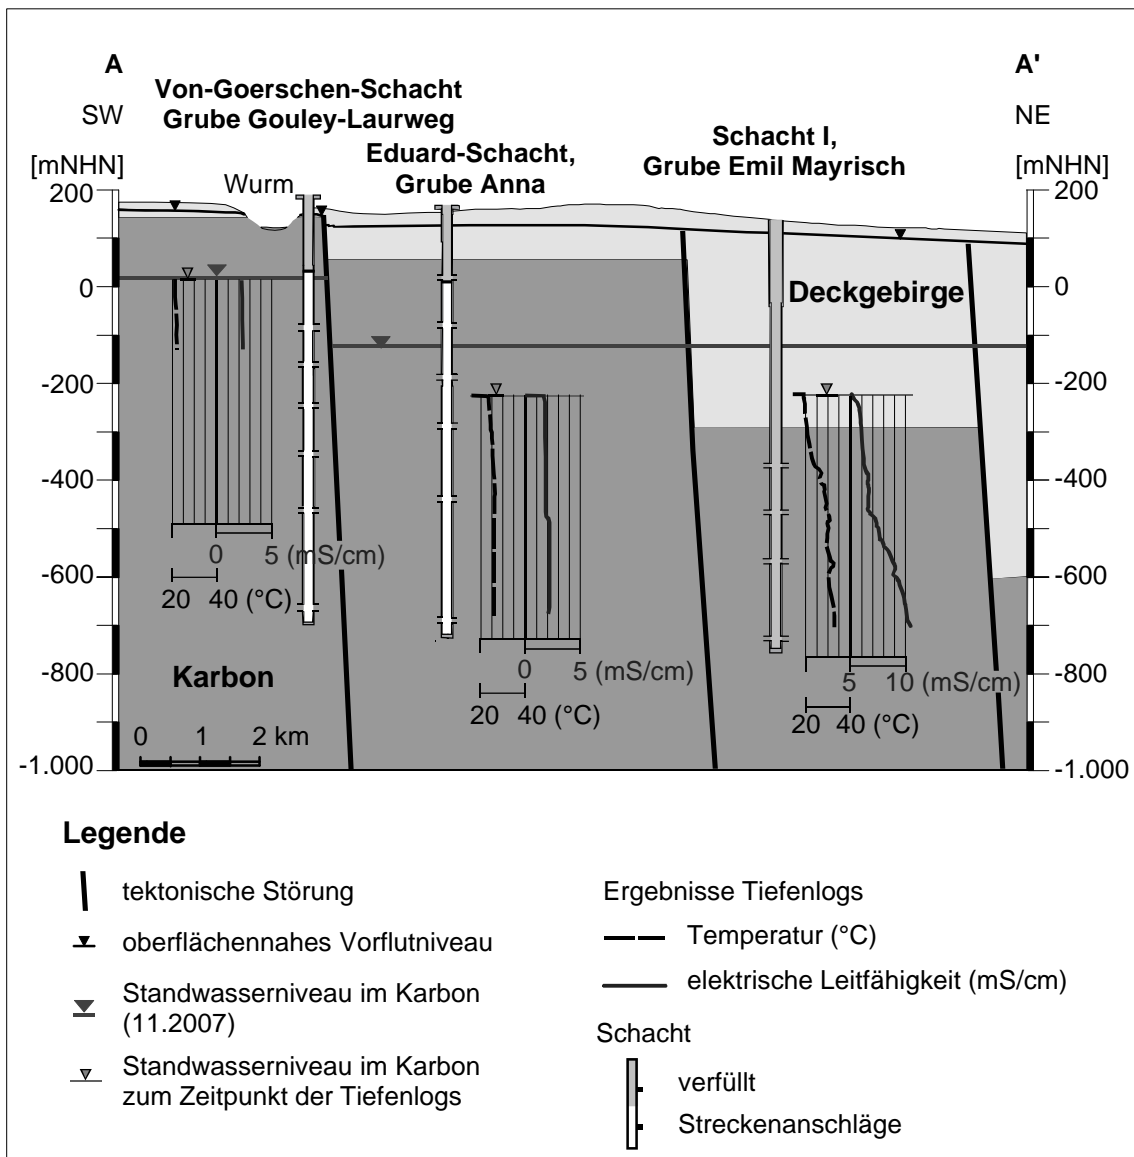 A
A'
Von-Goerschen-Schacht
Grube Gouley-Laurweg
SW
NE
Schacht I,
Grube Emil Mayrisch
Eduard-Schacht,
Grube Anna
[mNHN]
[mNHN]
Wurm
200
200
0
Deckgebirge
0
-200
-200
-400
-400
0
5 (mS/cm)
-600
-600
20
40 (°C)
Karbon
0
5 (mS/cm)
5
10 (mS/cm)
-800
-800
20
40 (°C)
20
40 (°C)
0
1
2 km
-1.000
-1.000
Legende
tektonische Störung
oberflächennahes Vorflutniveau
Standwasserniveau im Karbon
(11.2007)
Standwasserniveau im Karbon
zum Zeitpunkt der Tiefenlogs
Ergebnisse Tiefenlogs
Temperatur (°C)
elektrische Leitfähigkeit (mS/cm)
Schacht
verfüllt
Streckenanschläge